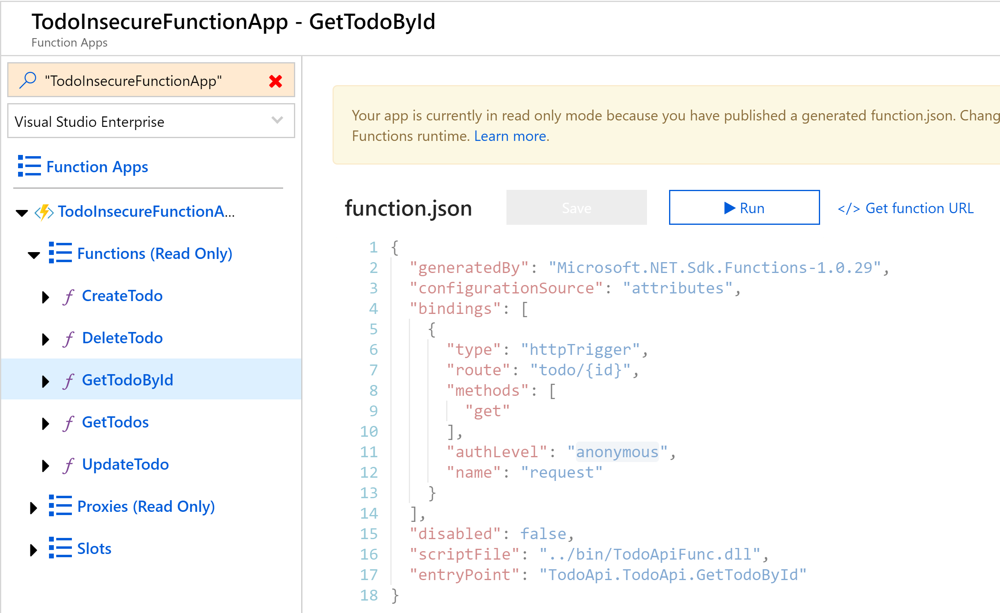 TodoInsecureFunctionApp - GetTodoById
Function Apps
"TodoInsecureFunctionApp"
Visual Studio Enterprise
Function Apps
TodoInsecureFunctionA...
Functions (Read Only)
CreateTodo
DeleteTodo
GetTodoById
GetTodos
UpdateTodo
Proxies (Read Only)
Slots
Your app is currently in read only mode because you have published a generated function.json. Chang
Functions runtime. Learn more.
function.json
Save
Run
</> Get function URL
1 {
2 "generatedBy": "Microsoft.NET.Sdk.Functions-1.0.29",
3 "configurationSource": "attributes",
4 "bindings": [
5 {
6 "type": "httpTrigger",
7 "route": "todo/{id}",
8 "methods": [
9 "get"
10 ],
11 "authLevel": "anonymous",
12 "name": "request"
13 }
14 ],
15 "disabled": false,
16 "scriptFile": "../bin/TodoApiFunc.dll",
17 "entryPoint": "TodoApi.TodoApi.GetTodoById"
18 }